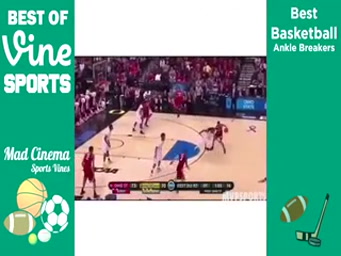 BEST OF
Vine
SPORTS
Mad Cinema
Sports Vines
Best
Basketball
Ankle Breakers